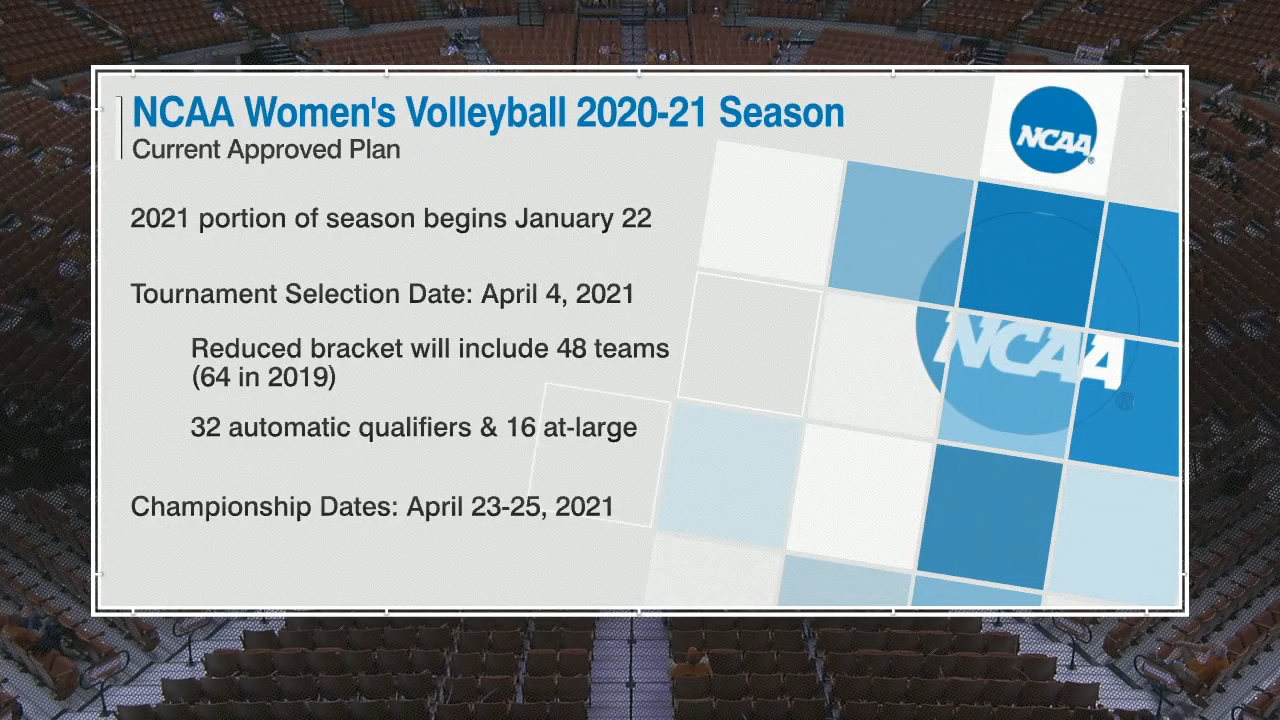 NCAA Women's Volleyball 2020-21 Season
Current Approved Plan
NCAA®
2021 portion of season begins January 22
Tournament Selection Date: April 4, 2021
Reduced bracket will include 48 teams
(64 in 2019)
32 automatic qualifiers & 16 at-large
Championship Dates: April 23-25, 2021
NCAA®